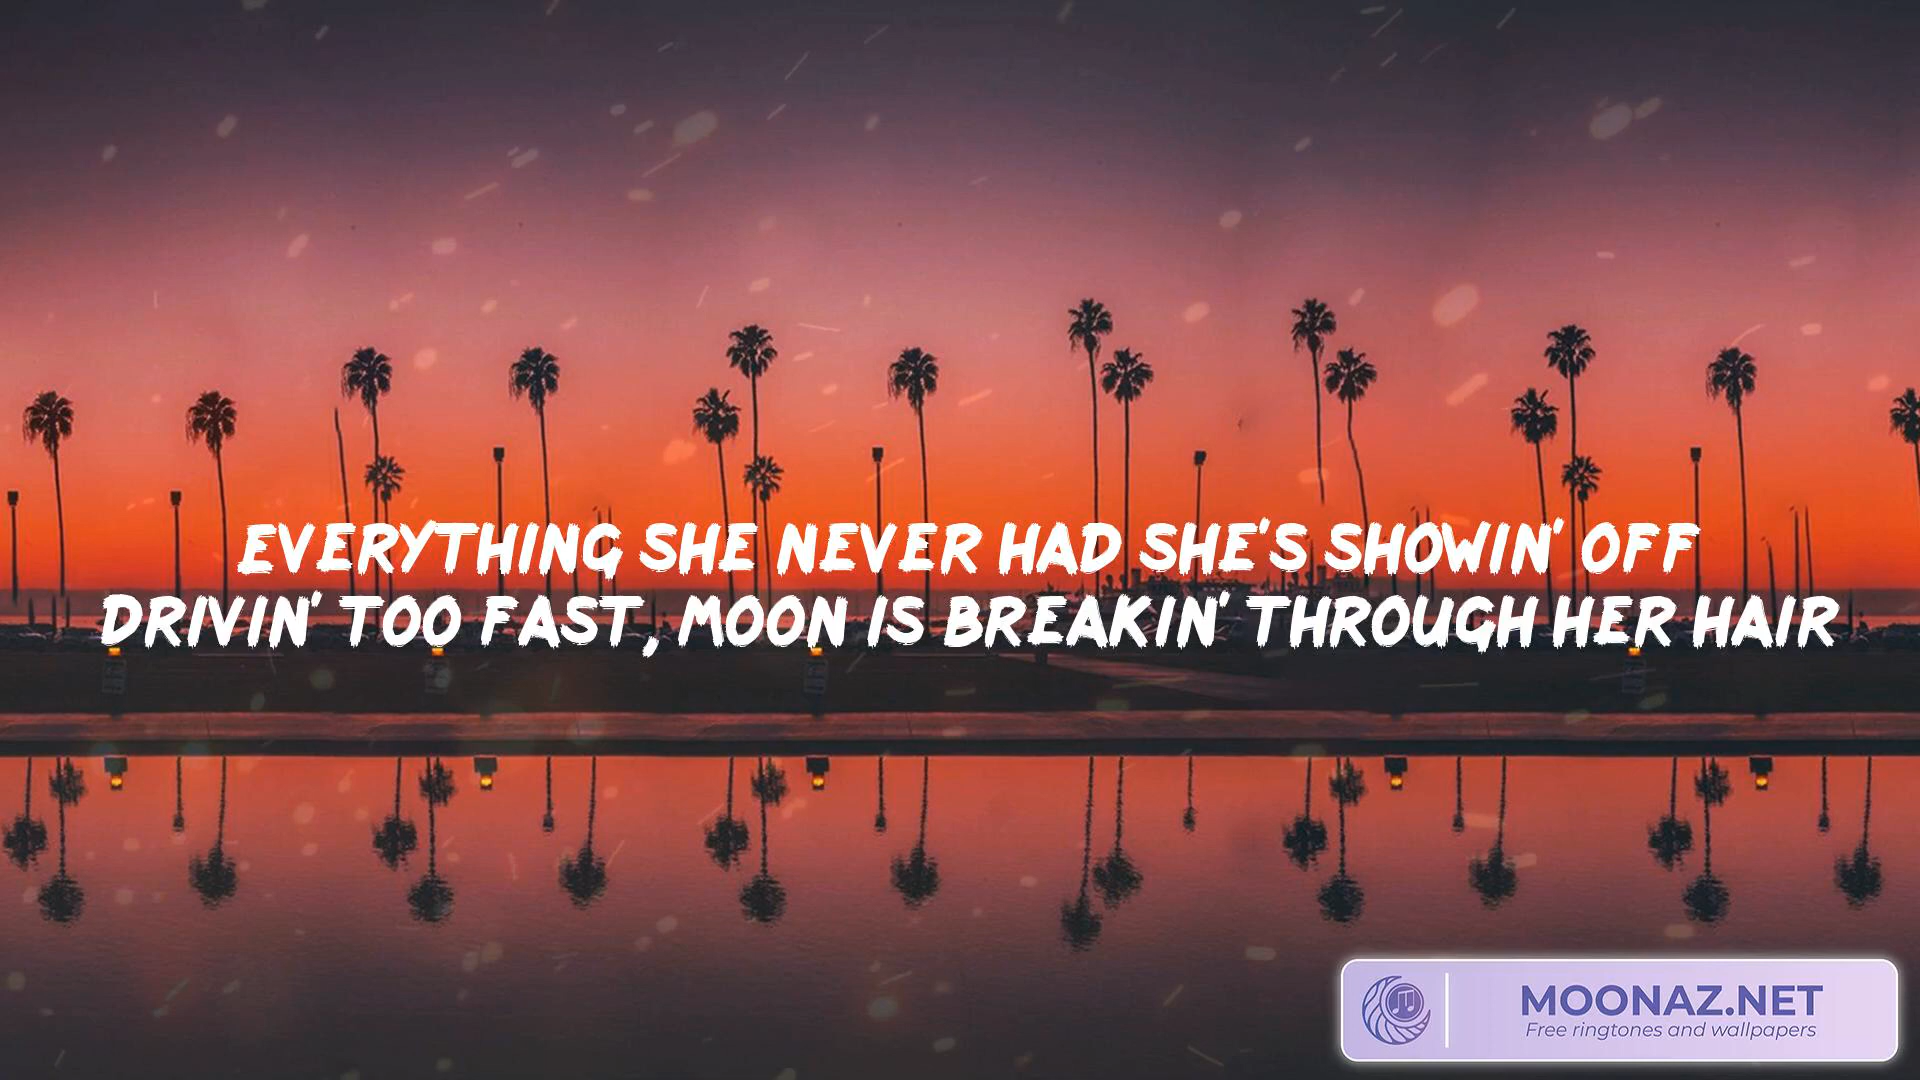 EVERYTHING SHE NEVER HAD SHE'S SHOWIN' OFF
DRIVIN' TOO FAST, MOON IS BREAKIN' THROUGH HER HAIR
MOONAZ.NET
Free ringtones and wallpapers